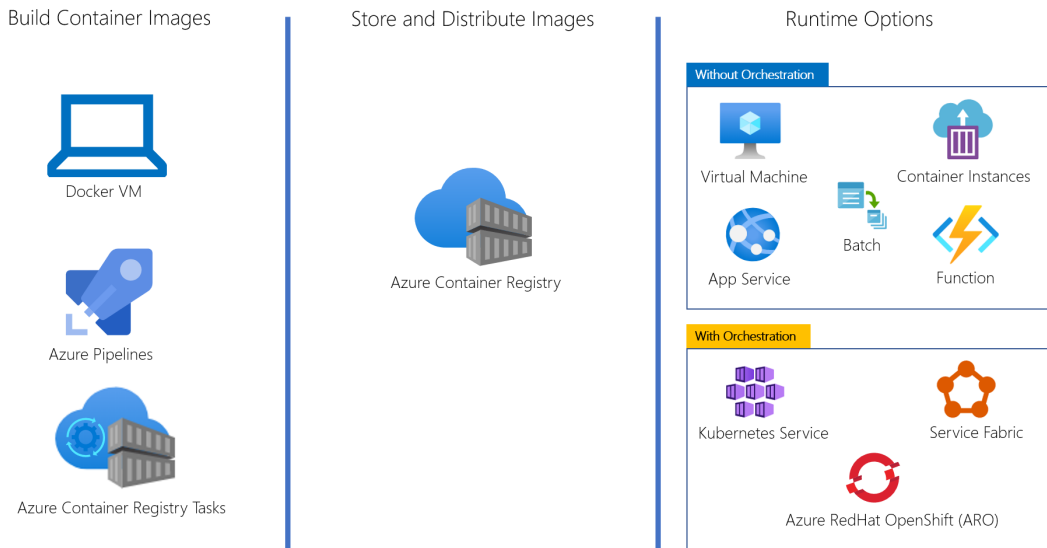 Build Container Images
Docker VM
Azure Pipelines
Azure Container Registry Tasks
Store and Distribute Images
Azure Container Registry
Runtime Options
Without Orchestration
Virtual Machine
Container Instances
Batch
App Service
Function
With Orchestration
Kubernetes Service
Service Fabric
Azure RedHat OpenShift (ARO)